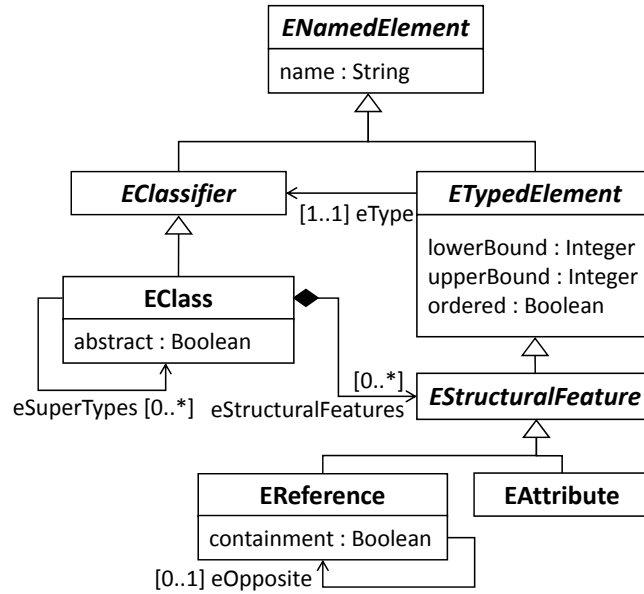 ENamedElement
name : String
EClassifier
ETypedElement
[1..1] eType
lowerBound : Integer
upperBound : Integer
ordered : Boolean
EClass
abstract : Boolean
eSuperTypes [0..*]
[0..*]
eStructuralFeatures
EStructuralFeature
EReference
EAttribute
containment : Boolean
[0..1] eOpposite